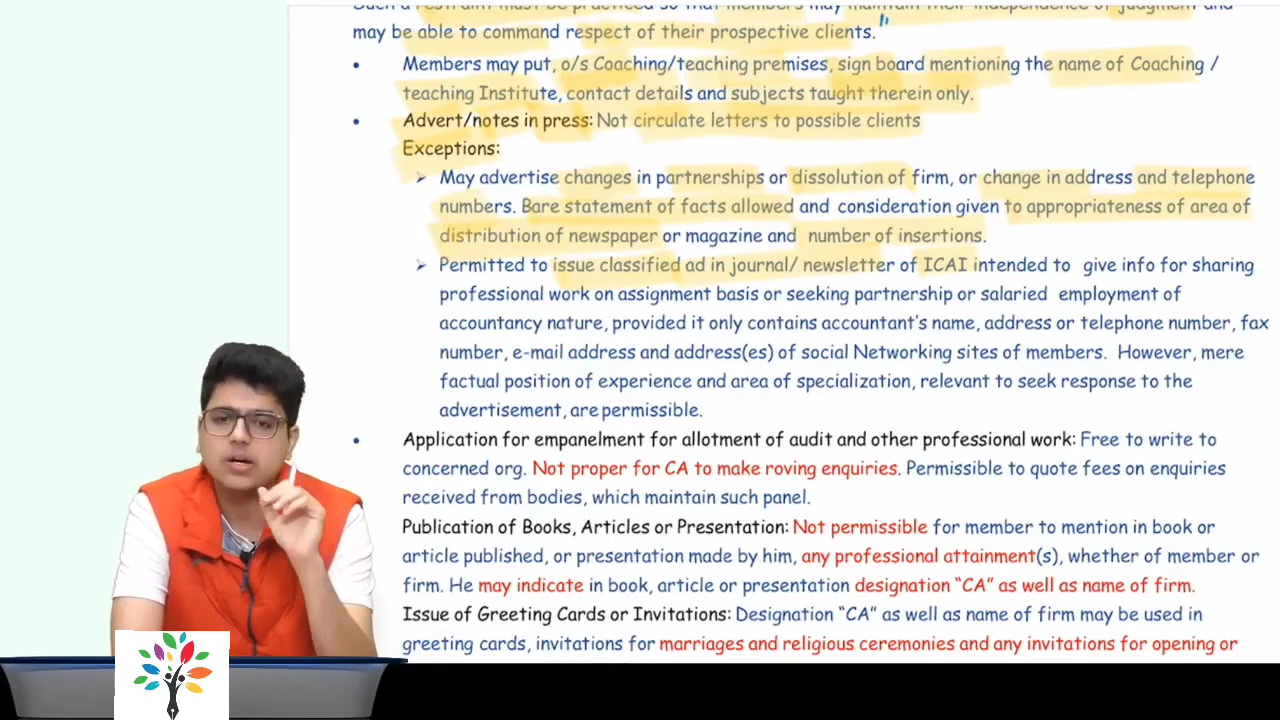 Such a restraint must be practiced so that members may maintain their independence of judgment and
may be able to command respect of their prospective clients."
• Members may put, o/s Coaching/teaching premises, sign board mentioning the name of Coaching /
teaching Institute, contact details and subjects taught therein only.
• Advert/notes in press: Not circulate letters to possible clients
Exceptions:
➢ May advertise changes in partnerships or dissolution of firm, or change in address and telephone
numbers. Bare statement of facts allowed and consideration given to appropriateness of area of
distribution of newspaper or magazine and number of insertions.
➢ Permitted to issue classified ad in journal/ newsletter of ICAI intended to give info for sharing
professional work on assignment basis or seeking partnership or salaried employment of
accountancy nature, provided it only contains accountant's name, address or telephone number, fax
number, e-mail address and address(es) of social Networking sites of members. However, mere
factual position of experience and area of specialization, relevant to seek response to the
advertisement, are permissible.
• Application for empanelment for allotment of audit and other professional work: Free to write to
concerned org. Not proper for CA to make roving enquiries. Permissible to quote fees on enquiries
received from bodies, which maintain such panel.
Publication of Books, Articles or Presentation: Not permissible for member to mention in book or
article published, or presentation made by him, any professional attainment(s), whether of member or
firm. He may indicate in book, article or presentation designation "CA" as well as name of firm.
Issue of Greeting Cards or Invitations: Designation "CA" as well as name of firm may be used in
greeting cards, invitations for marriages and religious ceremonies and any invitations for opening or